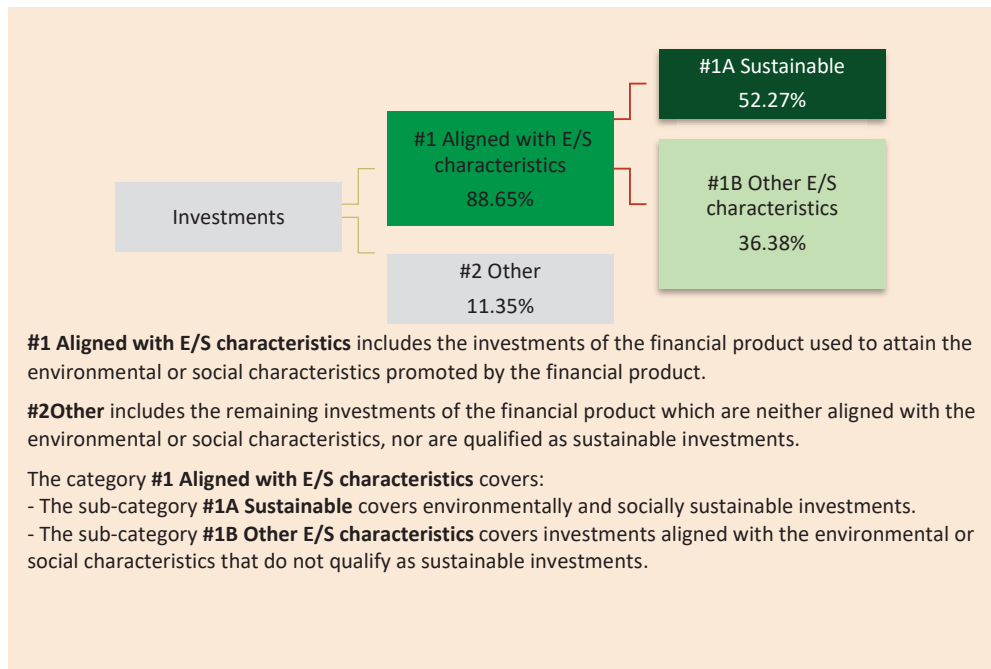 #1A Sustainable
52.27%
#1 Aligned with E/S
characteristics
88.65%
#1B Other E/S
characteristics
36.38%
Investments
#2 Other
11.35%
#1 Aligned with E/S characteristics includes the investments of the financial product used to attain the
environmental or social characteristics promoted by the financial product.
#2Other includes the remaining investments of the financial product which are neither aligned with the
environmental or social characteristics, nor are qualified as sustainable investments.
The category #1 Aligned with E/S characteristics covers:
- The sub-category #1A Sustainable covers environmentally and socially sustainable investments.
- The sub-category #1B Other E/S characteristics covers investments aligned with the environmental or
social characteristics that do not qualify as sustainable investments.